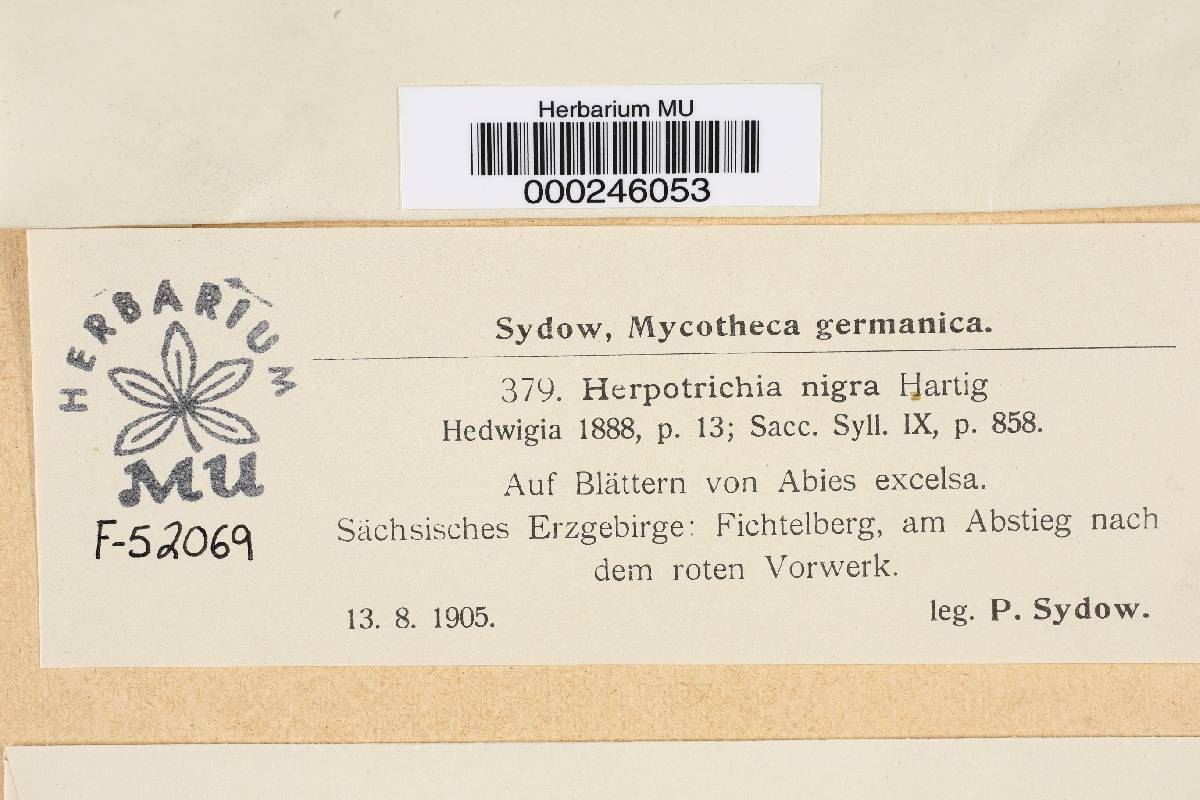 Herbarium MU
000246053
HERBARIUM
MU
F-52069
Sydow, Mycotheca germanica.
379. Herpotrichia nigra Hartig
Hedwigia 1888, p. 13; Sacc. Syll. IX, p. 858.
Auf Blättern von Abies excelsa.
Sächsisches Erzgebirge: Fichtelberg, am Abstieg nach
dem roten Vorwerk.
13. 8. 1905. leg. P. Sydow.